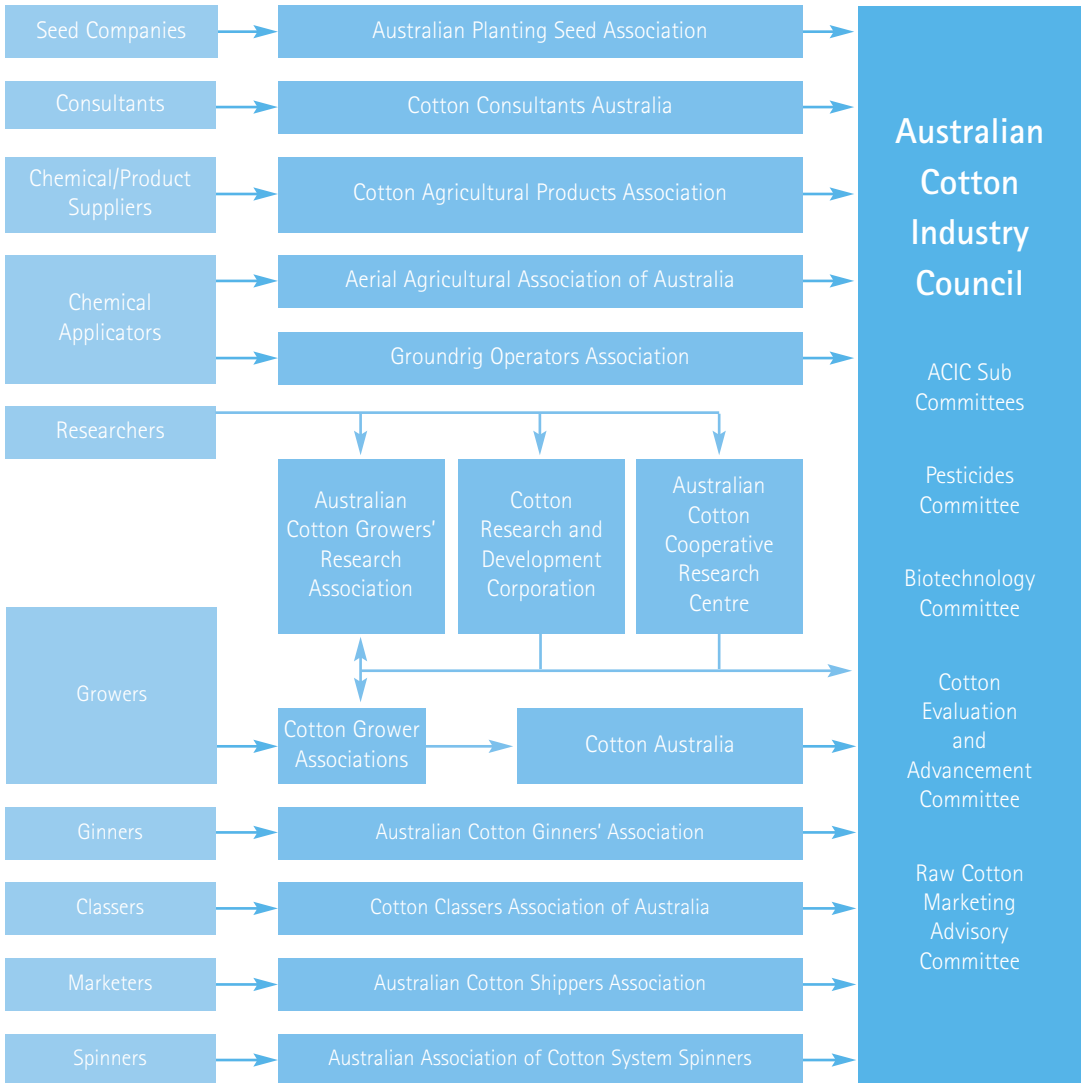 Seed Companies
Australian Planting Seed Association
Consultants
Cotton Consultants Australia
Chemical/Product
Suppliers
Cotton Agricultural Products Association
Chemical
Applicators
Aerial Agricultural Association of Australia
Groundrig Operators Association
Researchers
Australian
Cotton Growers'
Research
Association
Cotton
Research and
Development
Corporation
Australian
Cotton
Cooperative
Research
Centre
Growers
Cotton Grower
Associations
Cotton Australia
Ginners
Australian Cotton Ginners' Association
Classers
Cotton Classers Association of Australia
Marketers
Australian Cotton Shippers Association
Spinners
Australian Association of Cotton System Spinners
Australian
Cotton
Industry
Council
ACIC Sub
Committees
Pesticides
Committee
Biotechnology
Committee
Cotton
Evaluation
and
Advancement
Committee
Raw Cotton
Marketing
Advisory
Committee